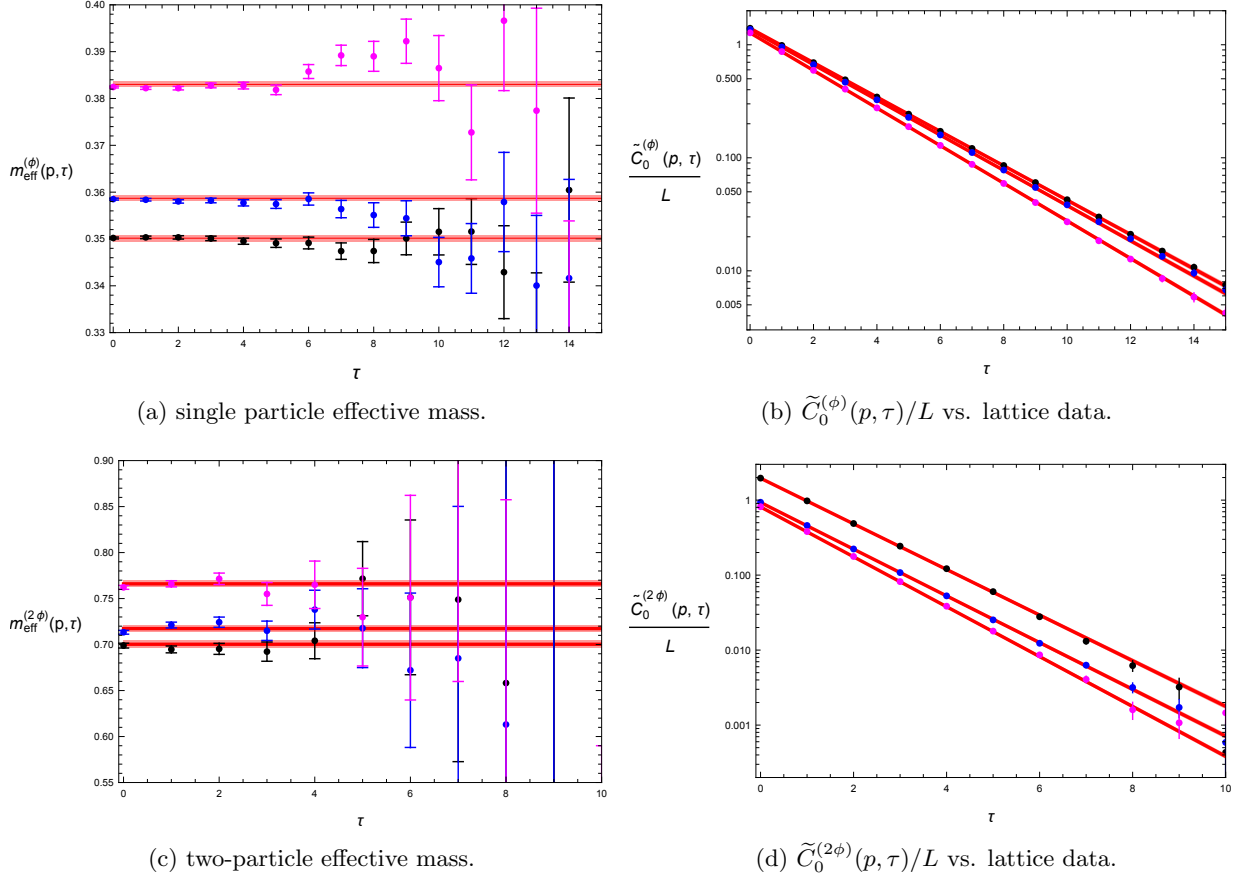 0.40
0.39
0.38
0.37
0.36
0.35
0.34
0.33
m_eff^(ϕ)(p,τ)
0 2 4 6 8 10 12 14
τ
(a) single particle effective mass.
1
0.500
0.100
0.050
0.010
0.005
C̃_0^(ϕ)(p, τ)
L
0 2 4 6 8 10 12 14
τ
(b) C̃_0^(ϕ)(p, τ)/L vs. lattice data.
0.90
0.85
0.80
0.75
0.70
0.65
0.60
0.55
m_eff^(2ϕ)(p,τ)
0 2 4 6 8 10
τ
(c) two-particle effective mass.
1
0.100
0.010
0.001
C̃_0^(2ϕ)(p, τ)
L
0 2 4 6 8 10
τ
(d) C̃_0^(2ϕ)(p, τ)/L vs. lattice data.